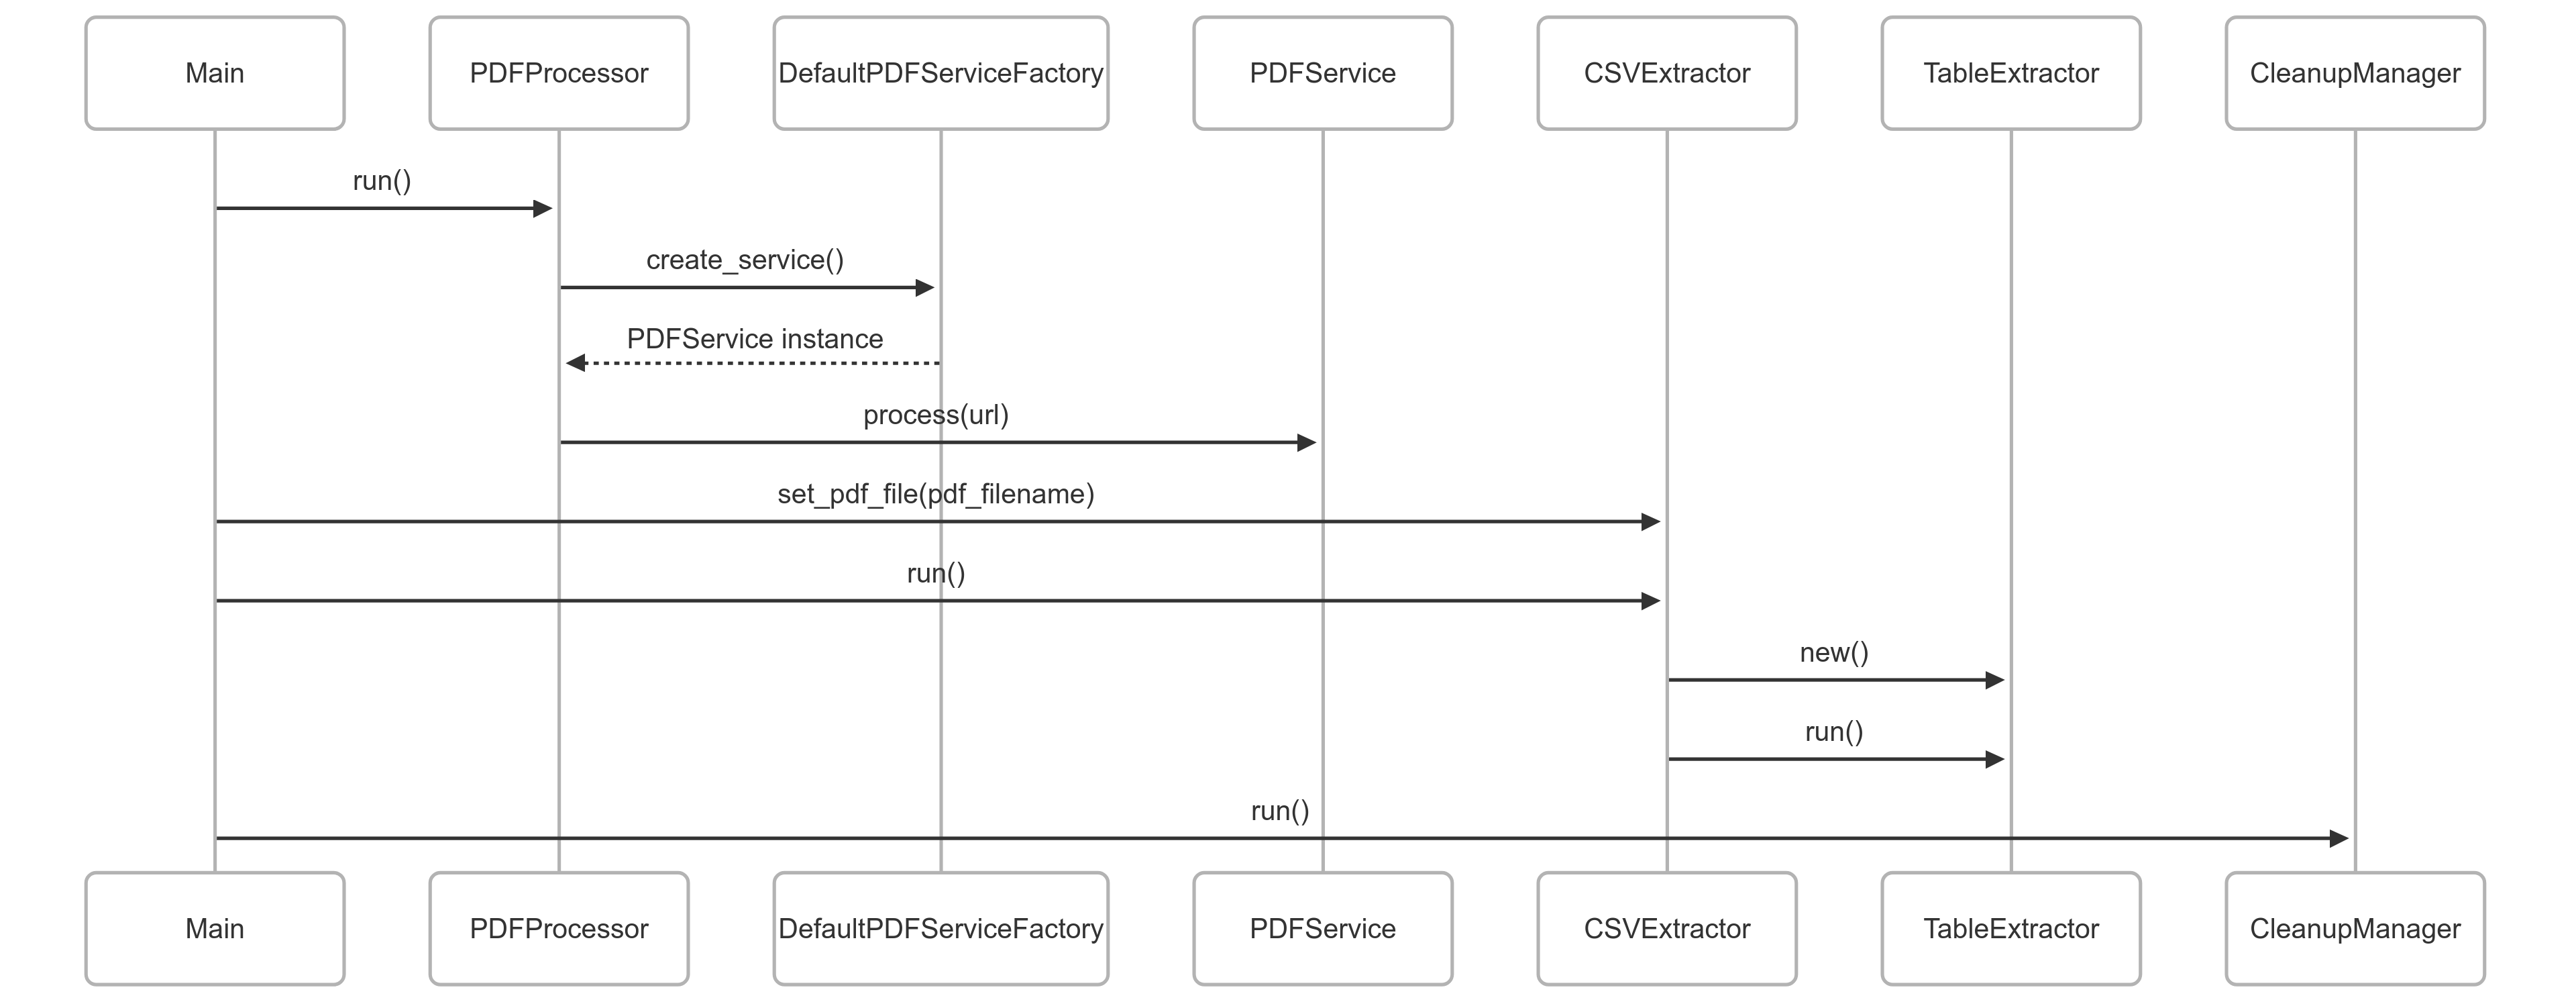 Main
PDFProcessor
DefaultPDFServiceFactory
PDFService
CSVExtractor
TableExtractor
CleanupManager
run()
create_service()
PDFService instance
process(url)
set_pdf_file(pdf_filename)
run()
new()
run()
run()
Main
PDFProcessor
DefaultPDFServiceFactory
PDFService
CSVExtractor
TableExtractor
CleanupManager